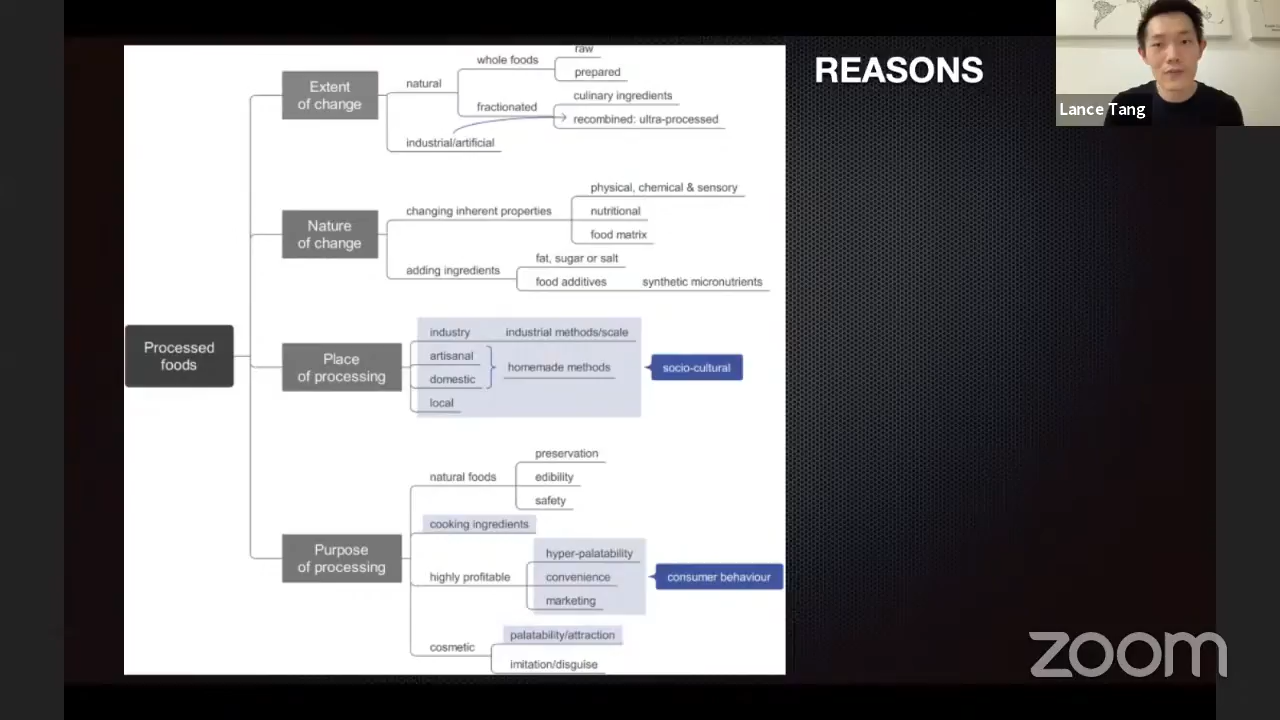 REASONS
Lance Tang
Processed
foods
Extent
of change
natural
whole foods
raw
prepared
fractionated
culinary ingredients
recombined: ultra-processed
industrial/artificial
Nature
of change
changing inherent properties
physical, chemical & sensory
nutritional
food matrix
adding ingredients
fat, sugar or salt
food additives
synthetic micronutrients
Place
of processing
industry
industrial methods/scale
artisanal
domestic
homemade methods
local
socio-cultural
Purpose
of processing
natural foods
preservation
edibility
safety
cooking ingredients
highly profitable
hyper-palatability
convenience
marketing
consumer behaviour
cosmetic
palatability/attraction
imitation/disguise
zoom